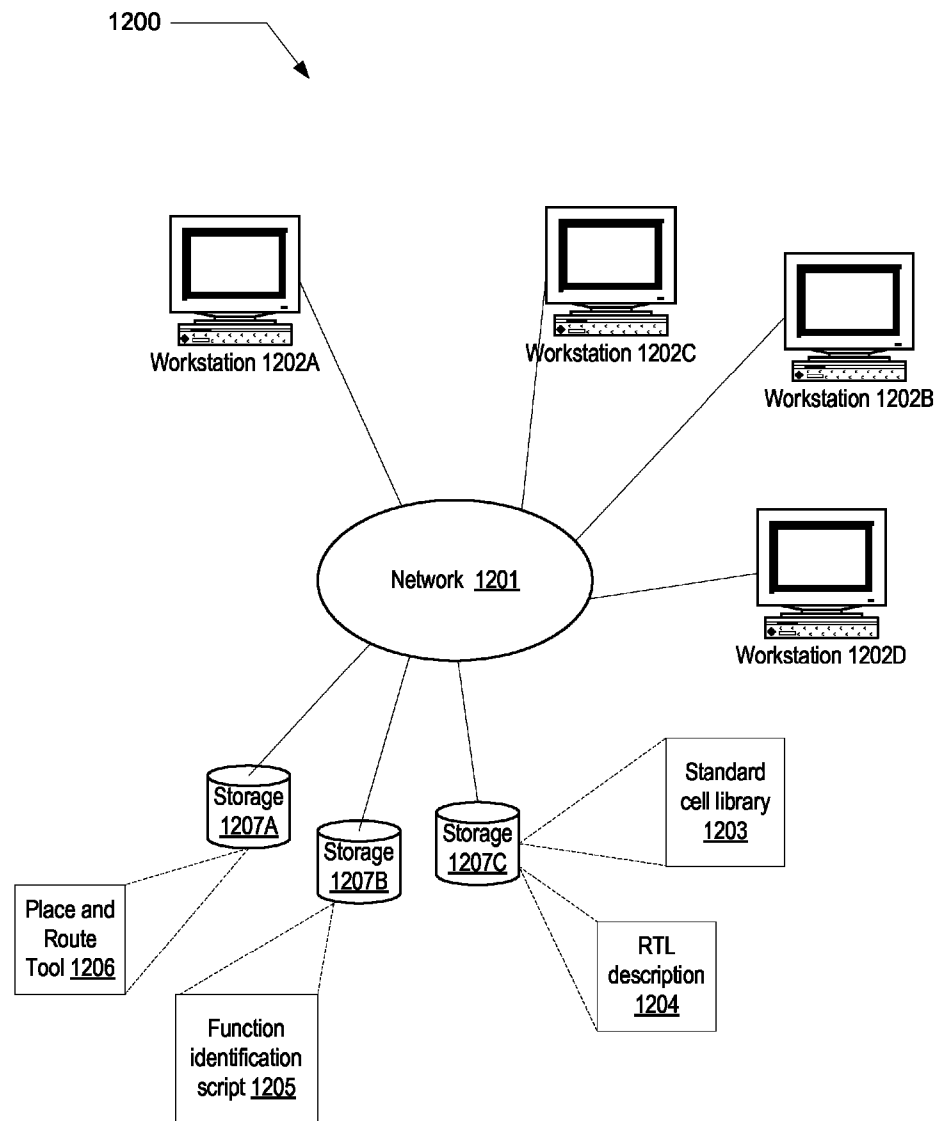 1200
Workstation 1202A
Workstation 1202C
Workstation 1202B
Network 1201
Workstation 1202D
Storage
1207A
Storage
1207B
Storage
1207C
Standard
cell library
1203
Place and
Route
Tool 1206
RTL
description
1204
Function
identification
script 1205